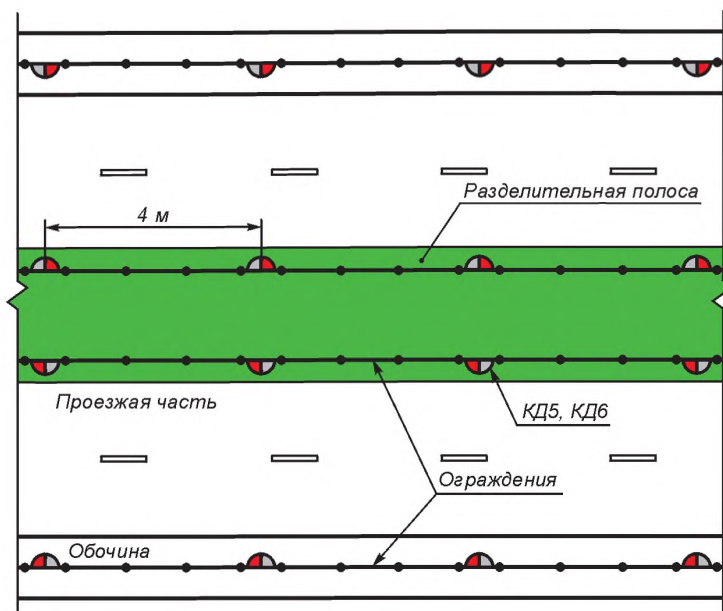 Разделительная полоса
4 м
Проезжая часть
КД5, КД6
Ограждения
Обочина